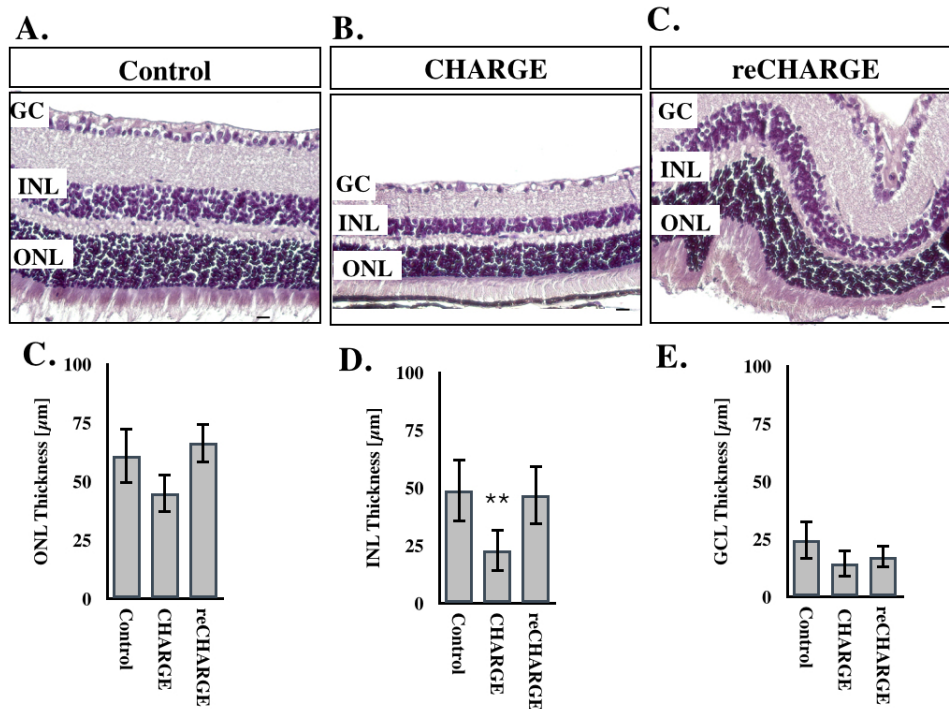 A.
B.
C.
Control
CHARGE
reCHARGE
GC
INL
ONL
GC
INL
ONL
GC
INL
ONL
C.
ONL Thickness [µm]
100
75
50
25
0
Control
CHARGE
reCHARGE
D.
INL Thickness [µm]
100
75
50
25
0
**
Control
CHARGE
reCHARGE
E.
GCL Thickness [µm]
100
75
50
25
0
Control
CHARGE
reCHARGE